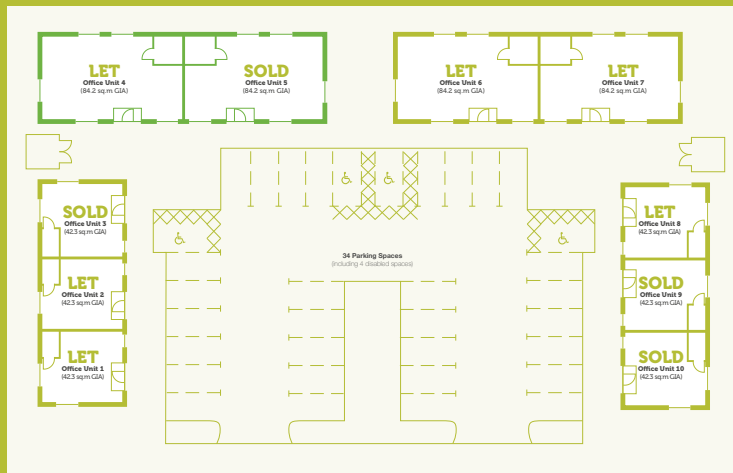 LET
Office Unit 4
(84.2 sq.m GIA)
SOLD
Office Unit 5
(84.2 sq.m GIA)
LET
Office Unit 6
(84.2 sq.m GIA)
LET
Office Unit 7
(84.2 sq.m GIA)
SOLD
Office Unit 3
(42.3 sq.m GIA)
LET
Office Unit 2
(42.3 sq.m GIA)
LET
Office Unit 1
(42.3 sq.m GIA)
34 Parking Spaces
(Including 4 disabled spaces)
LET
Office Unit 8
(42.3 sq.m GIA)
SOLD
Office Unit 9
(42.3 sq.m GIA)
SOLD
Office Unit 10
(42.3 sq.m GIA)